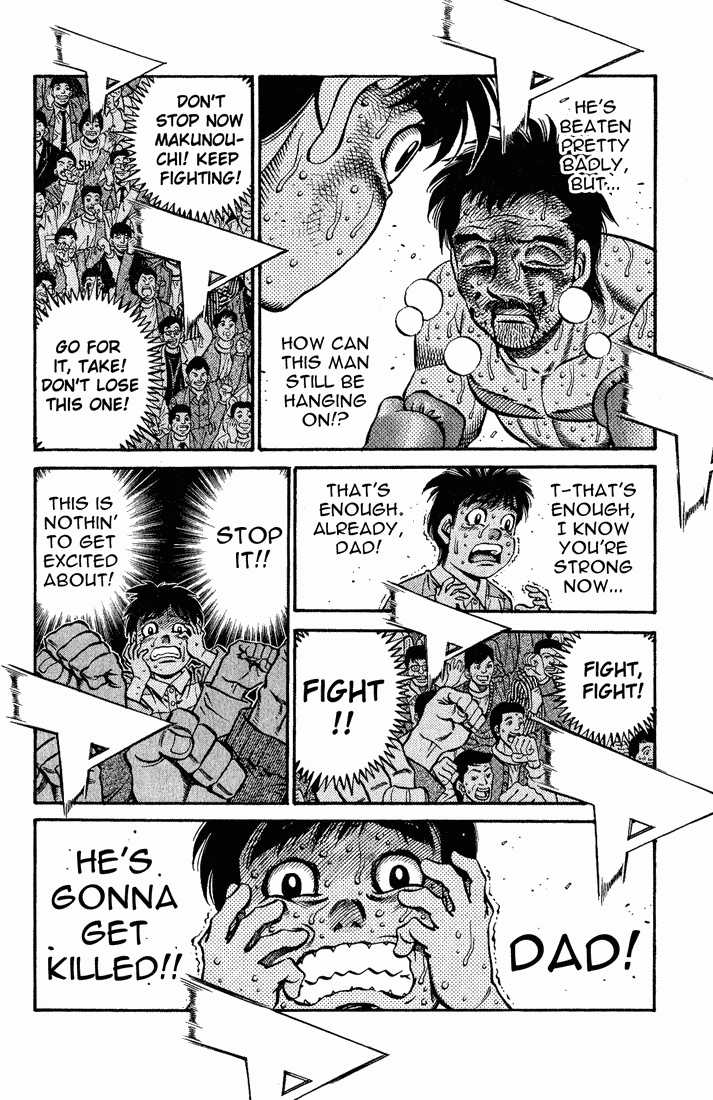 HE'S
BEATEN
PRETTY
BADLY,
BUT...
HOW CAN
THIS MAN
STILL BE
HANGING
ON!?
DON'T
STOP NOW
MAKUNOU-
CHI! KEEP
FIGHTING!
GO FOR
IT, TAKE!
DON'T LOSE
THIS ONE!
T-THAT'S
ENOUGH,
I KNOW
YOU'RE
STRONG
NOW...
THAT'S
ENOUGH.
ALREADY,
DAD!
STOP
IT!!
THIS IS
NOTHIN'
TO GET
EXCITED
ABOUT!
FIGHT,
FIGHT!
FIGHT
!!
DAD!
HE'S
GONNA
GET
KILLED!!